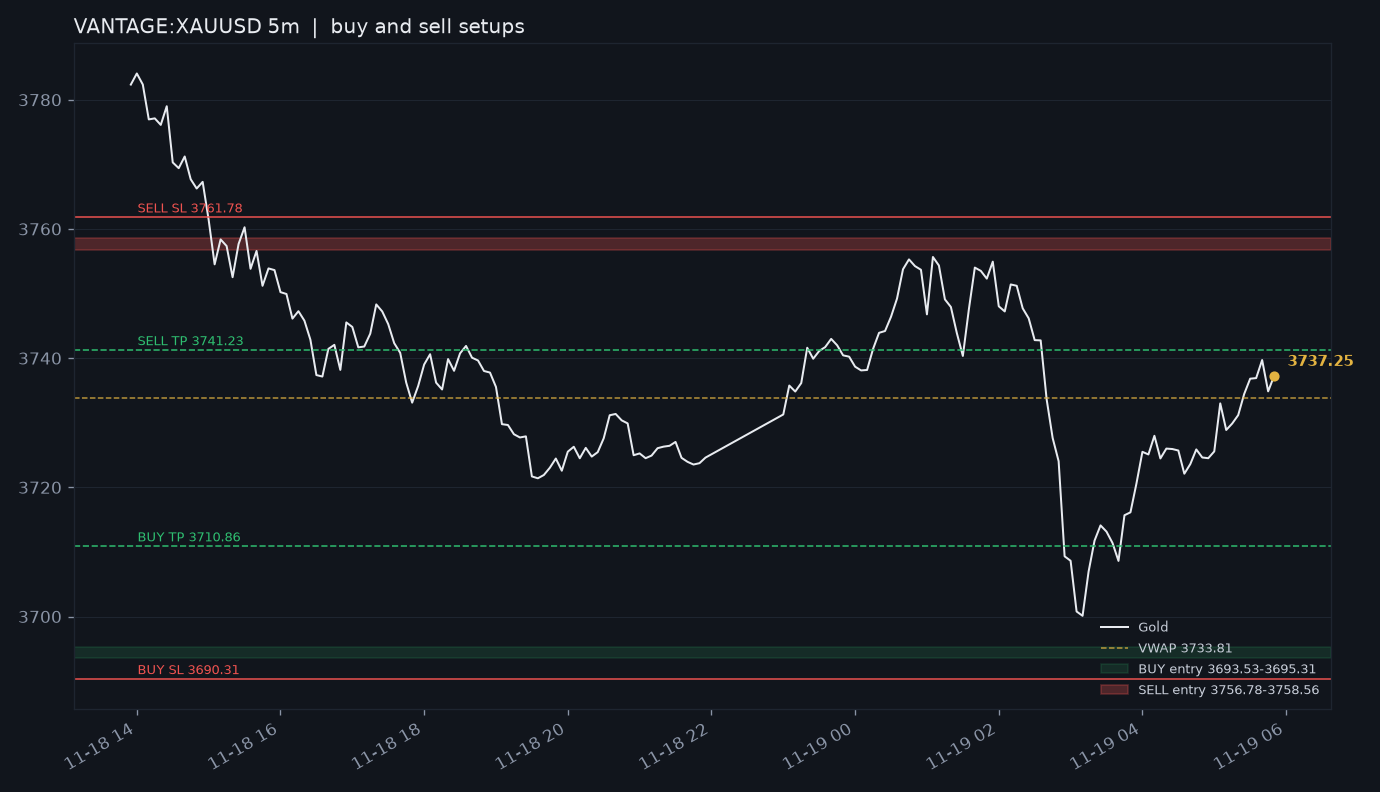 VANTAGE:XAUUSD 5m | buy and sell setups
3780
SELL SL 3761.78
3760
SELL TP 3741.23
3740
3737.25
3720
BUY TP 3710.86
3700
Gold
VWAP 3733.81
BUY SL 3690.31
BUY entry 3693.53-3695.31
SELL entry 3756.78-3758.56
11-18 14
11-18 16
11-18 18
11-18 20
11-18 22
11-19 00
11-19 02
11-19 04
11-19 06